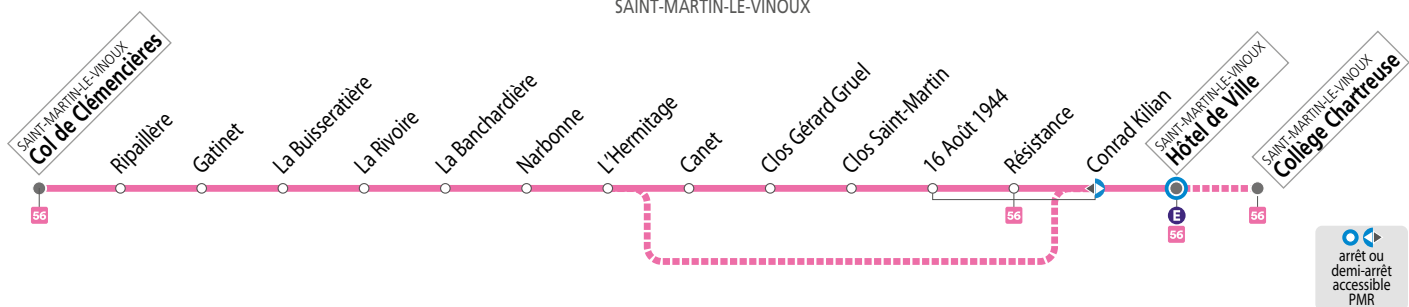 SAINT-MARTIN-LE-VINOUX
SAINT-MARTIN-LE-VINOUX
Col de Clémencières
Ripaillère
Gatinet
La Buisseratière
La Rivoire
La Banchardière
Narbonne
L'Hermitage
Canet
Clos Gérard Gruel
Clos Saint-Martin
16 Août 1944
Résistance
Conrad Kilian
SAINT-MARTIN-LE-VINOUX
Hôtel de Ville
SAINT-MARTIN-LE-VINOUX
Collège Chartreuse
56
56
E
56
56
arrêt ou
demi-arrêt
accessible
PMR